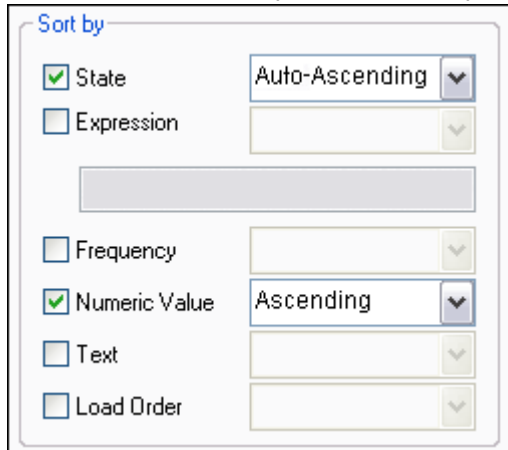 Sort by
State Auto-Ascending
Expression
Frequency
Numeric Value Ascending
Text
Load Order